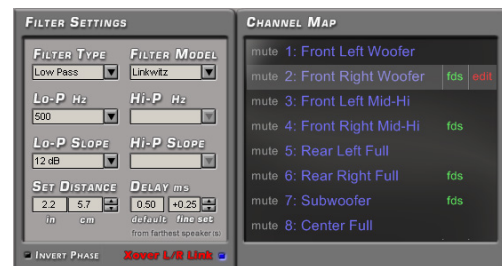 Filter Settings
Filter Type Filter Model
Low Pass Linkwitz
Lo-P Hz Hi-P Hz
500
Lo-P Slope Hi-P Slope
12 dB
Set Distance Delay ms
2.2 5.7 0.50 +0.25
in cm default fine set
from farthest speaker(s)
Invert Phase Xover L/R Link
Channel Map
mute 1: Front Left Woofer
mute 2: Front Right Woofer fds edit
mute 3: Front Left Mid-Hi
mute 4: Front Right Mid-Hi fds
mute 5: Rear Left Full
mute 6: Rear Right Full fds
mute 7: Subwoofer fds
mute 8: Center Full